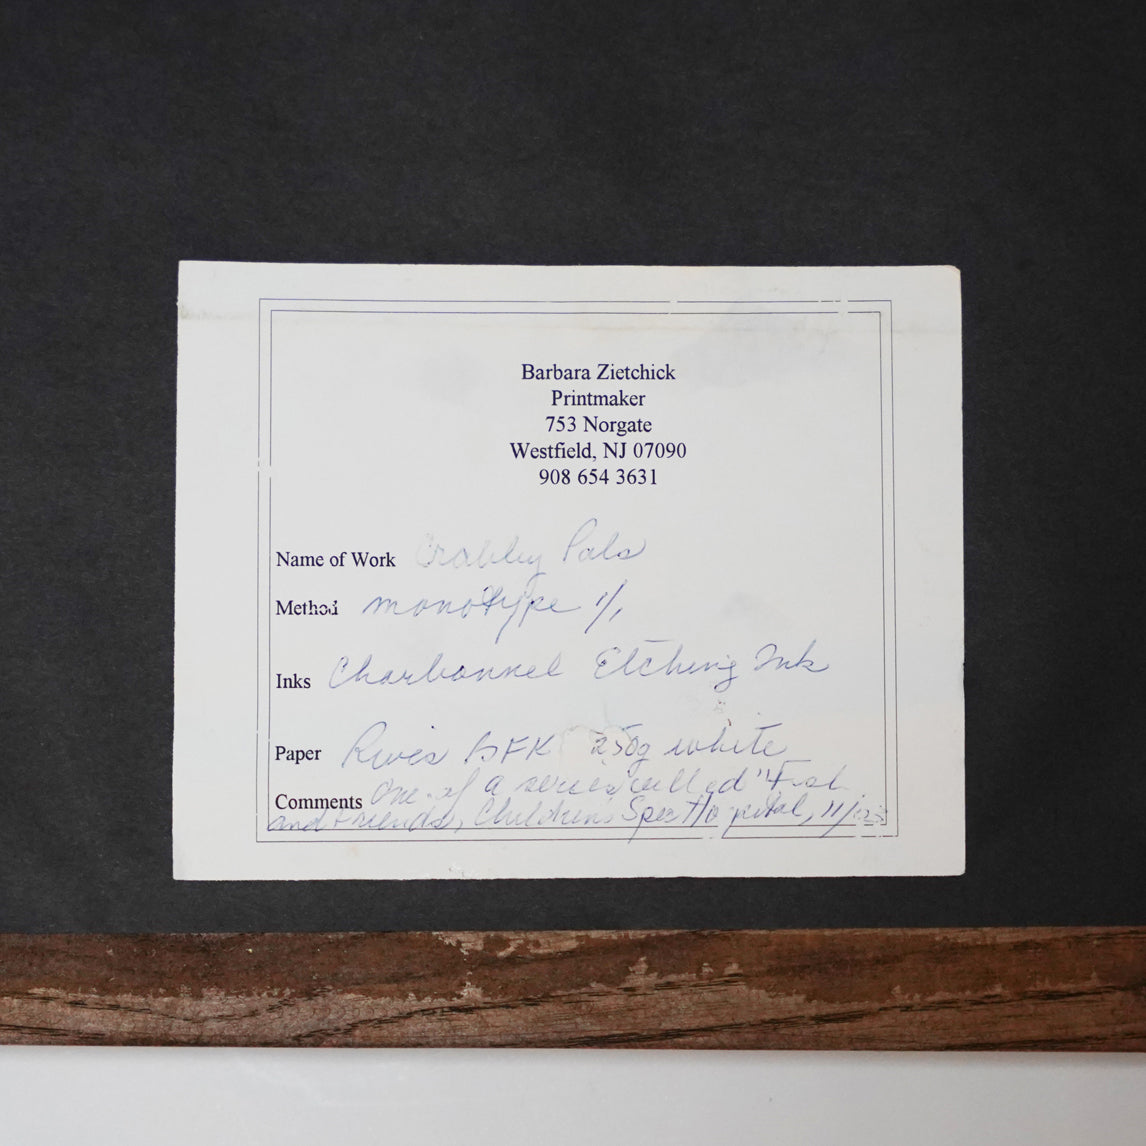 Barbara Zietchick
Printmaker
753 Norgate
Westfield, NJ 07090
908 654 3631
Name of Work Crabby Pals
Method monotype 1/1
Inks Charbonnel Etching Ink
Paper Rives BFK 250g white
Comments One of a series called "Fish
and Friends, Children's Hospital, 11/